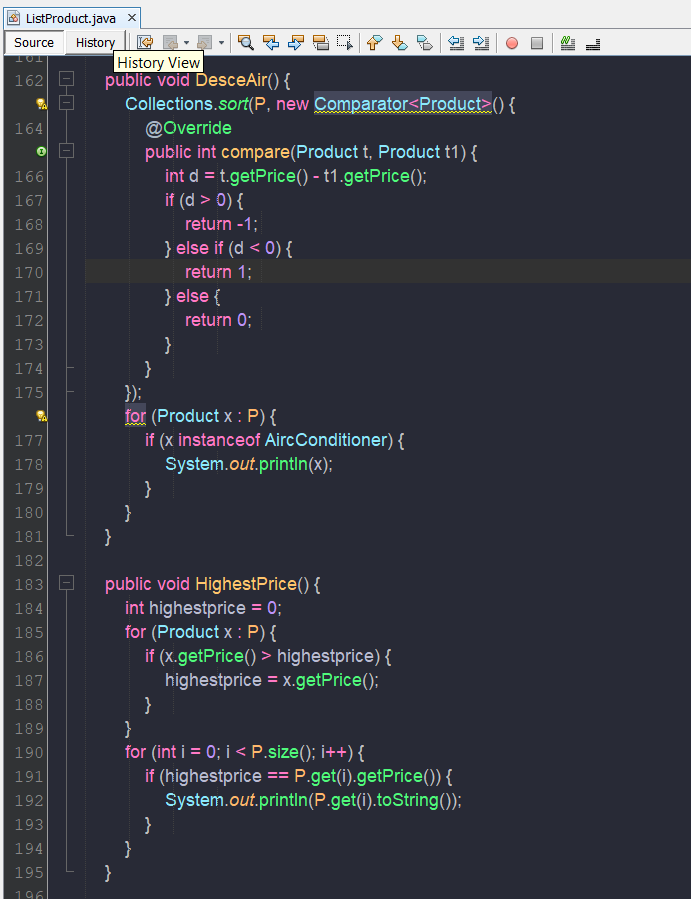 ListProduct.java
Source History
History View
161
162 public void DesceAir() {
Collections.sort(P, new Comparator<Product>() {
164 @Override
public int compare(Product t, Product t1) {
166 int d = t.getPrice() - t1.getPrice();
167 if (d > 0) {
168 return -1;
169 } else if (d < 0) {
170 return 1;
171 } else {
172 return 0;
173 }
174 }
175 });
for (Product x : P) {
177 if (x instanceof AircConditioner) {
178 System.out.println(x);
179 }
180 }
181 }
182
183 public void HighestPrice() {
184 int highestprice = 0;
185 for (Product x : P) {
186 if (x.getPrice() > highestprice) {
187 highestprice = x.getPrice();
188 }
189 }
190 for (int i = 0; i < P.size(); i++) {
191 if (highestprice == P.get(i).getPrice()) {
192 System.out.println(P.get(i).toString());
193 }
194 }
195 }
196